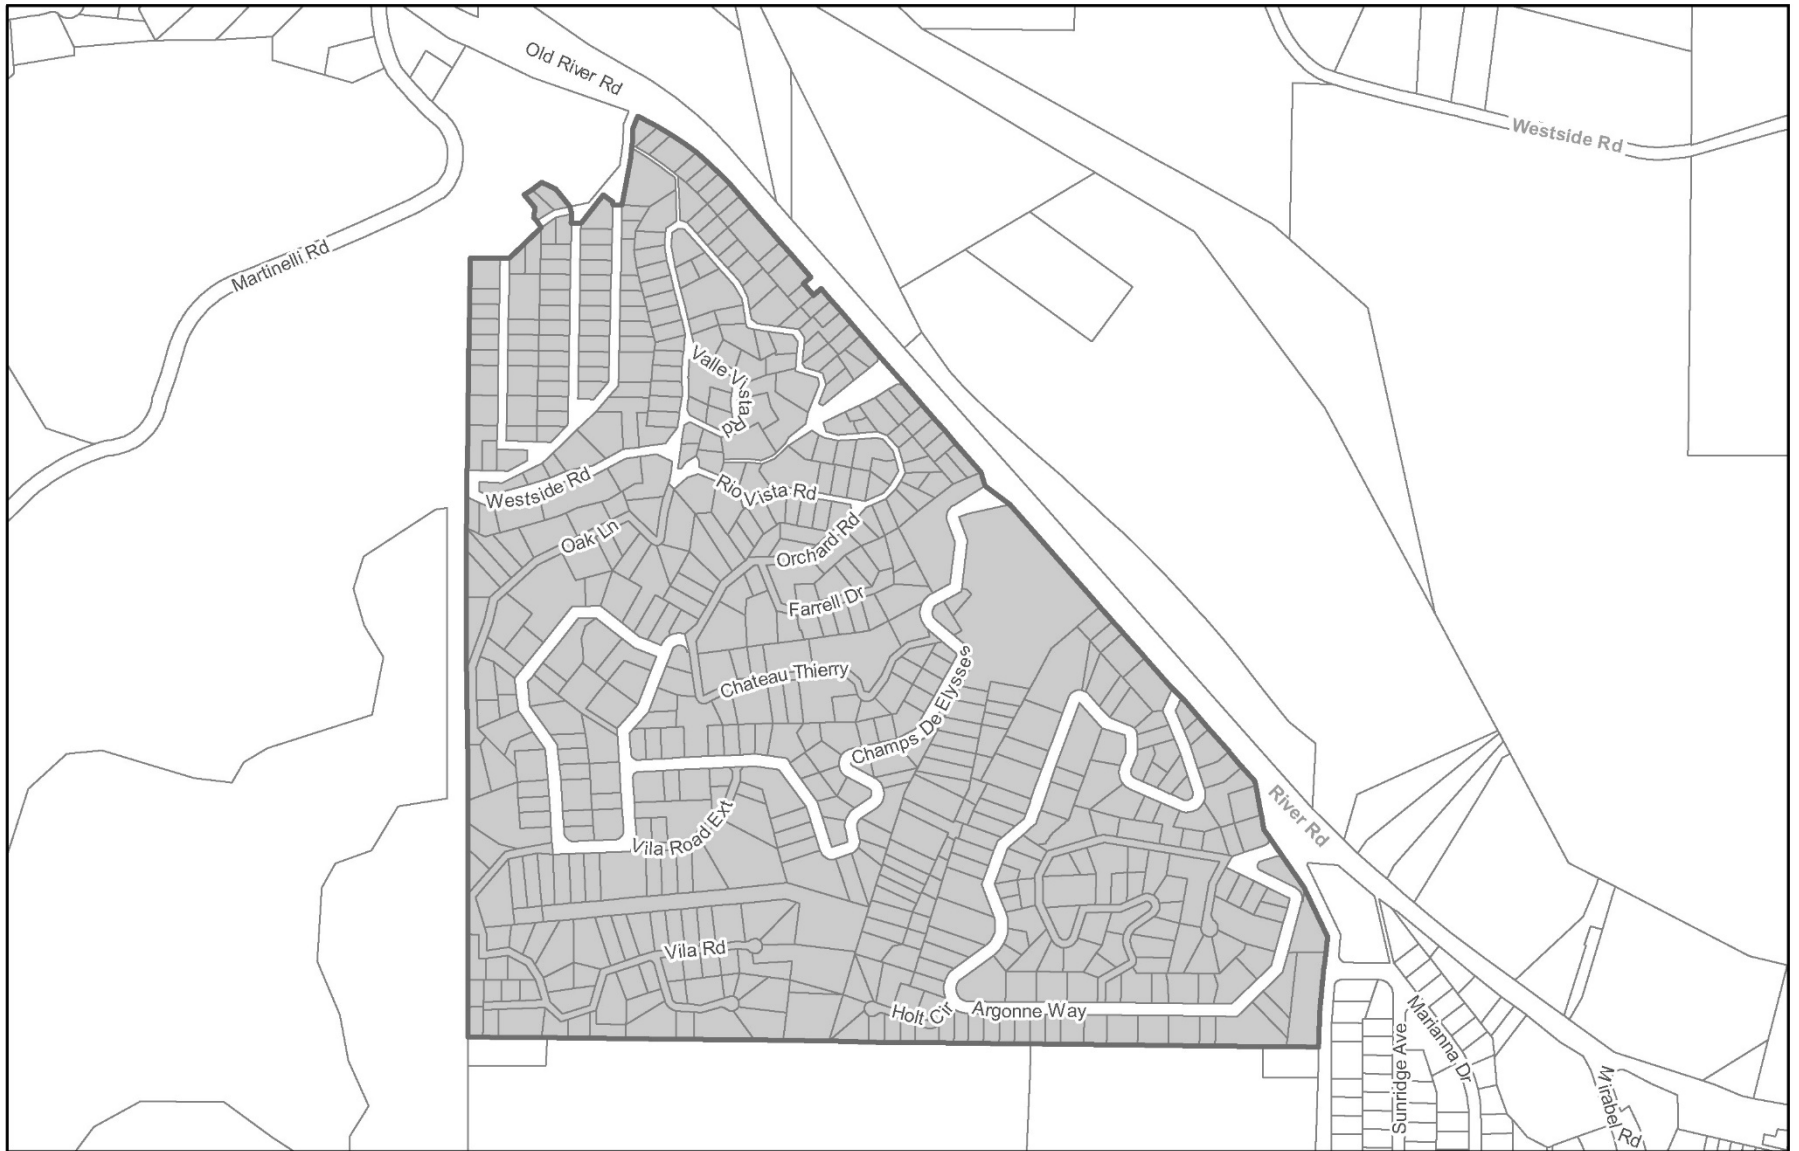 Old River Rd
Westside Rd
Martinelli Rd
Valle Vista Rd
Westside Rd
Rio Vista Rd
Oak Ln
Orchard Rd
Farrell Dr
Chateau Thierry
Champs De Elysses
Vila Road Ext
River Rd
Vila Rd
Holt Cir
Argonne Way
Sunridge Ave
Marianna Dr
Mirabel Rd